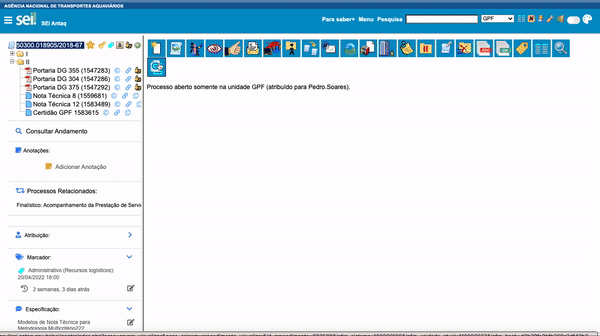 AGÊNCIA NACIONAL DE TRANSPORTES AQUAVIÁRIOS
sei! SEI Antaq
Para saber+ Menu Pesquisa GPF
50300.018905/2018-67
I
II
Portaria DG 355 (1547283)
Portaria DG 304 (1547286)
Portaria DG 375 (1547292)
Nota Técnica 8 (1559681)
Nota Técnica 12 (1583489)
Certidão GPF 1583615
Consultar Andamento
Anotações:
Adicionar Anotação
Processos Relacionados:
Finalístico: Acompanhamento da Prestação de Servi
Atribuição:
Marcador:
Administrativo (Recursos logísticos):
20/04/2022 18:00
2 semanas, 3 dias atrás
Especificação:
Modelos de Nota Técnica para
Processo aberto somente na unidade GPF (atribuído para Pedro.Soares).